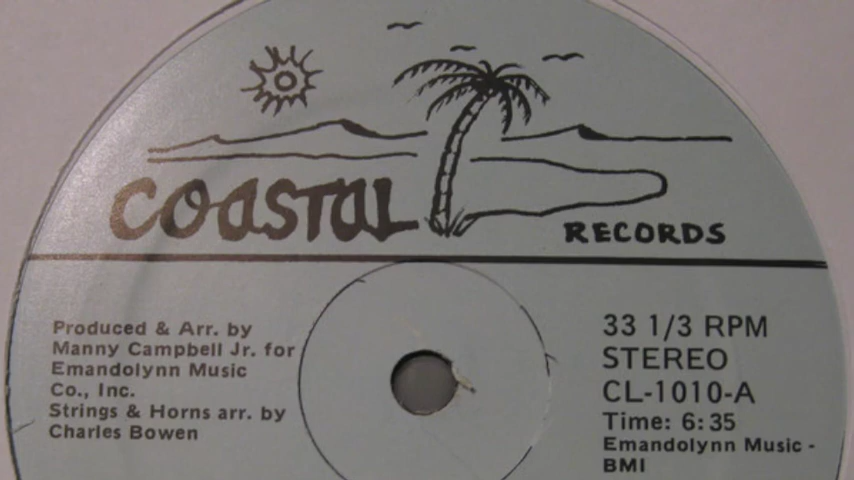 COASTAL
RECORDS
Produced & Arr. by
Manny Campbell Jr. for
Emandolynn Music
Co., Inc.
Strings & Horns arr. by
Charles Bowen
33 1/3 RPM
STEREO
CL-1010-A
Time: 6:35
Emandolynn Music -
BMI